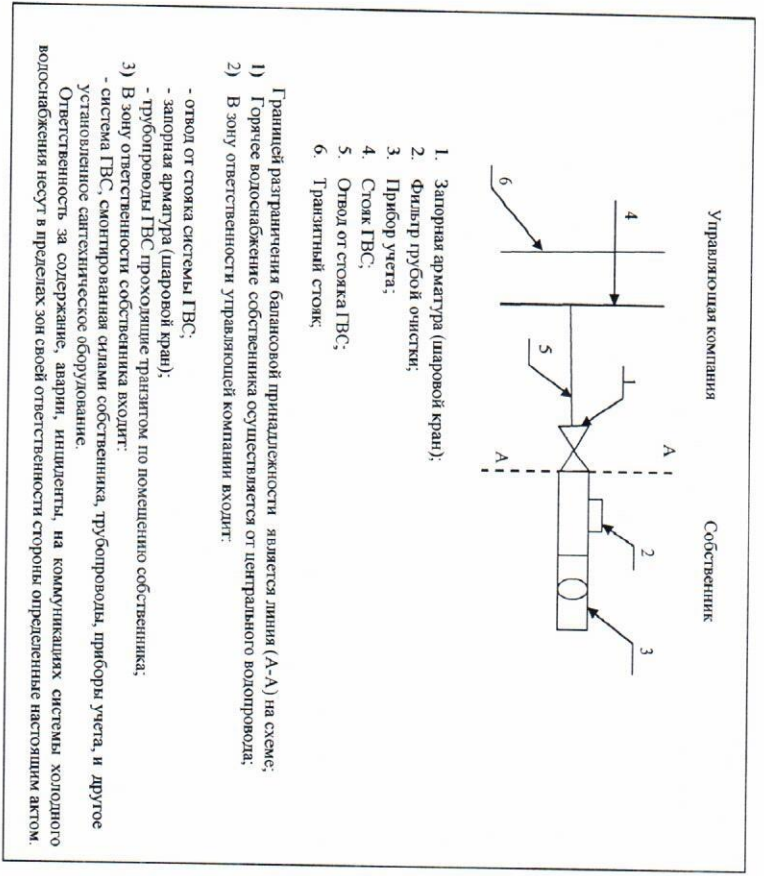 Управляющая компания
Собственник
6
4
5
1
А
А
2
3
1. Запорная арматура (шаровой кран);
2. Фильтр грубой очистки;
3. Прибор учета;
4. Стояк ГВС;
5. Отвод от стояка ГВС;
6. Транзитный стояк;
Границей разграничения балансовой принадлежности является линия (А-А) на схеме;
1) Горячее водоснабжение собственника осуществляется от центрального водопровода;
2) В зону ответственности управляющей компании входит:
- отвод от стояка системы ГВС;
- запорная арматура (шаровой кран);
- трубопроводы ГВС проходящие транзитом по помещению собственника;
3) В зону ответственности собственника входит:
- система ГВС, смонтированная силами собственника, трубопроводы, приборы учета, и другое
установленное сантехническое оборудование.
Ответственность за содержание, аварии, инциденты, на коммуникациях системы холодного
водоснабжения несут в пределах зон своей ответственности стороны определенные настоящим актом.